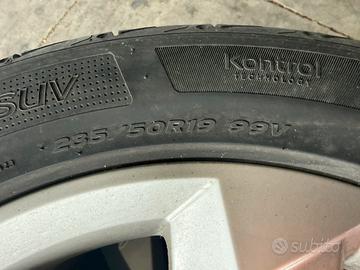 SUV
Kontrol
TECHNOLOGY
235 /50R19 99V
subito